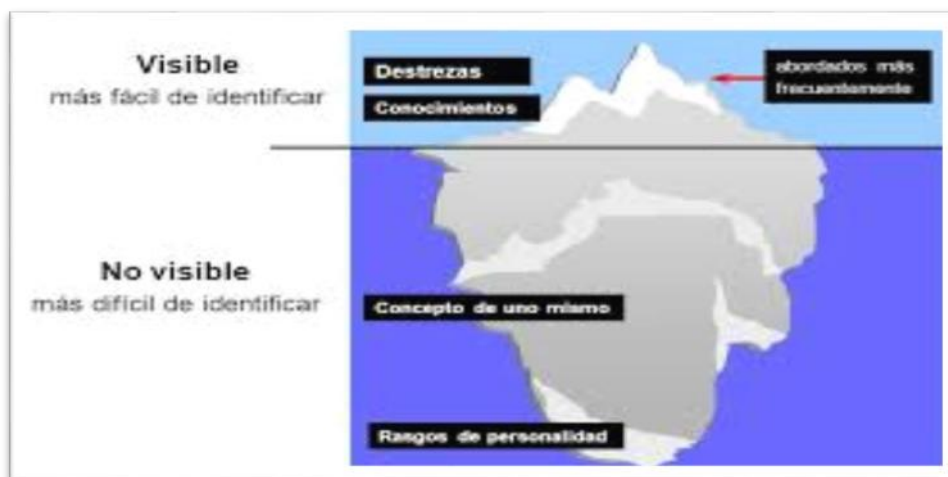 Visible
más fácil de identificar
Destrezas
Conocimientos
abordados más
frecuentemente
No visible
más difícil de identificar
Concepto de uno mismo
Rasgos de personalidad